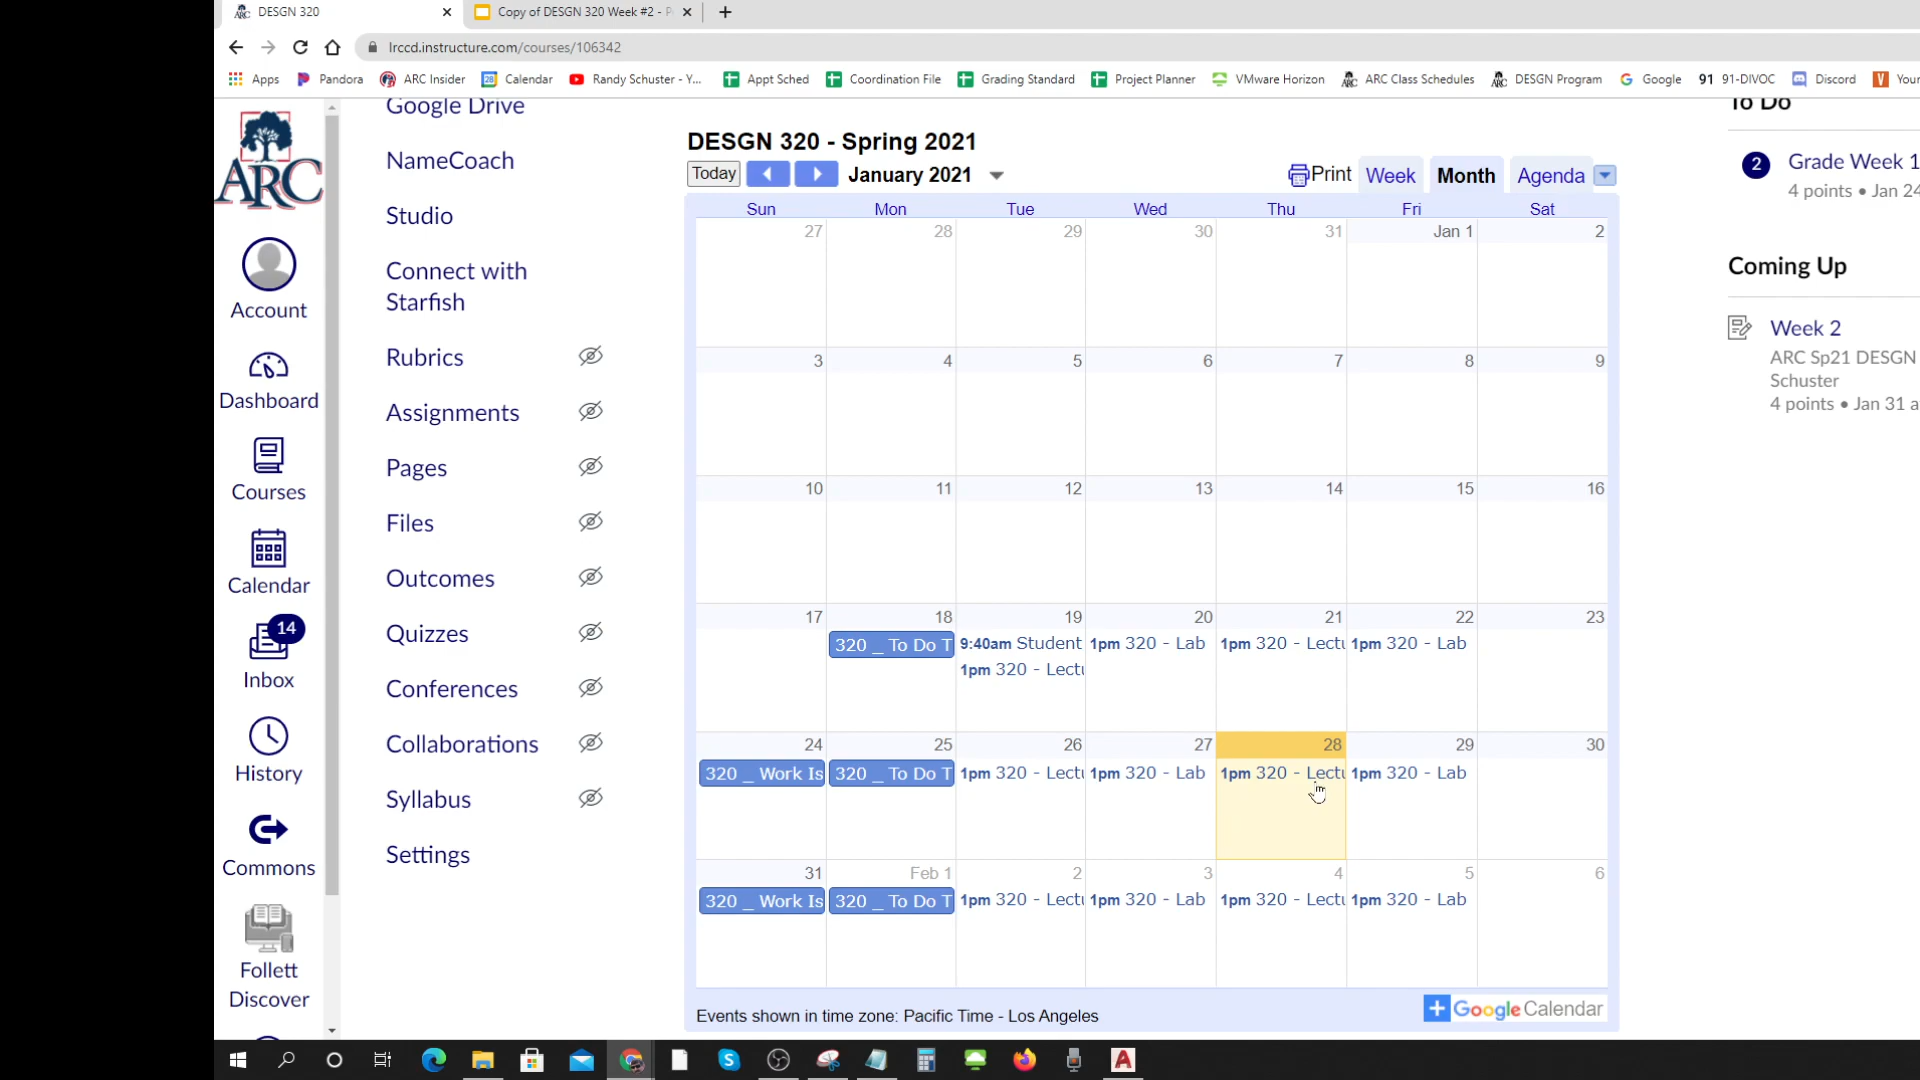 DESGN 320
Copy of DESGN 320 Week #2 - P
lrccd.instructure.com/courses/106342
Apps
Pandora
ARC Insider
Calendar
Randy Schuster - Y...
Appt Sched
Coordination File
Grading Standard
Project Planner
VMware Horizon
ARC Class Schedules
DESGN Program
Google
91 91-DIVOC
Discord
Your
ARC
Account
Dashboard
Courses
Calendar
14
Inbox
History
Commons
Follett
Discover
Google Drive
NameCoach
Studio
Connect with
Starfish
Rubrics
Assignments
Pages
Files
Outcomes
Quizzes
Conferences
Collaborations
Syllabus
Settings
DESGN 320 - Spring 2021
Today January 2021 Print Week Month Agenda
Sun Mon Tue Wed Thu Fri Sat
27 28 29 30 31 Jan 1 2
3 4 5 6 7 8 9
10 11 12 13 14 15 16
17 18 19 20 21 22 23
320 _ To Do T 9:40am Student 1pm 320 - Lab 1pm 320 - Lectu 1pm 320 - Lab
1pm 320 - Lectu
24 25 26 27 28 29 30
320 _ Work Is 320 _ To Do T 1pm 320 - Lectu 1pm 320 - Lab 1pm 320 - Lectu 1pm 320 - Lab
31 Feb 1 2 3 4 5 6
320 _ Work Is 320 _ To Do T 1pm 320 - Lectu 1pm 320 - Lab 1pm 320 - Lectu 1pm 320 - Lab
Events shown in time zone: Pacific Time - Los Angeles
Google Calendar
To Do
2 Grade Week 1
4 points • Jan 24
Coming Up
Week 2
ARC Sp21 DESGN
Schuster
4 points • Jan 31 a